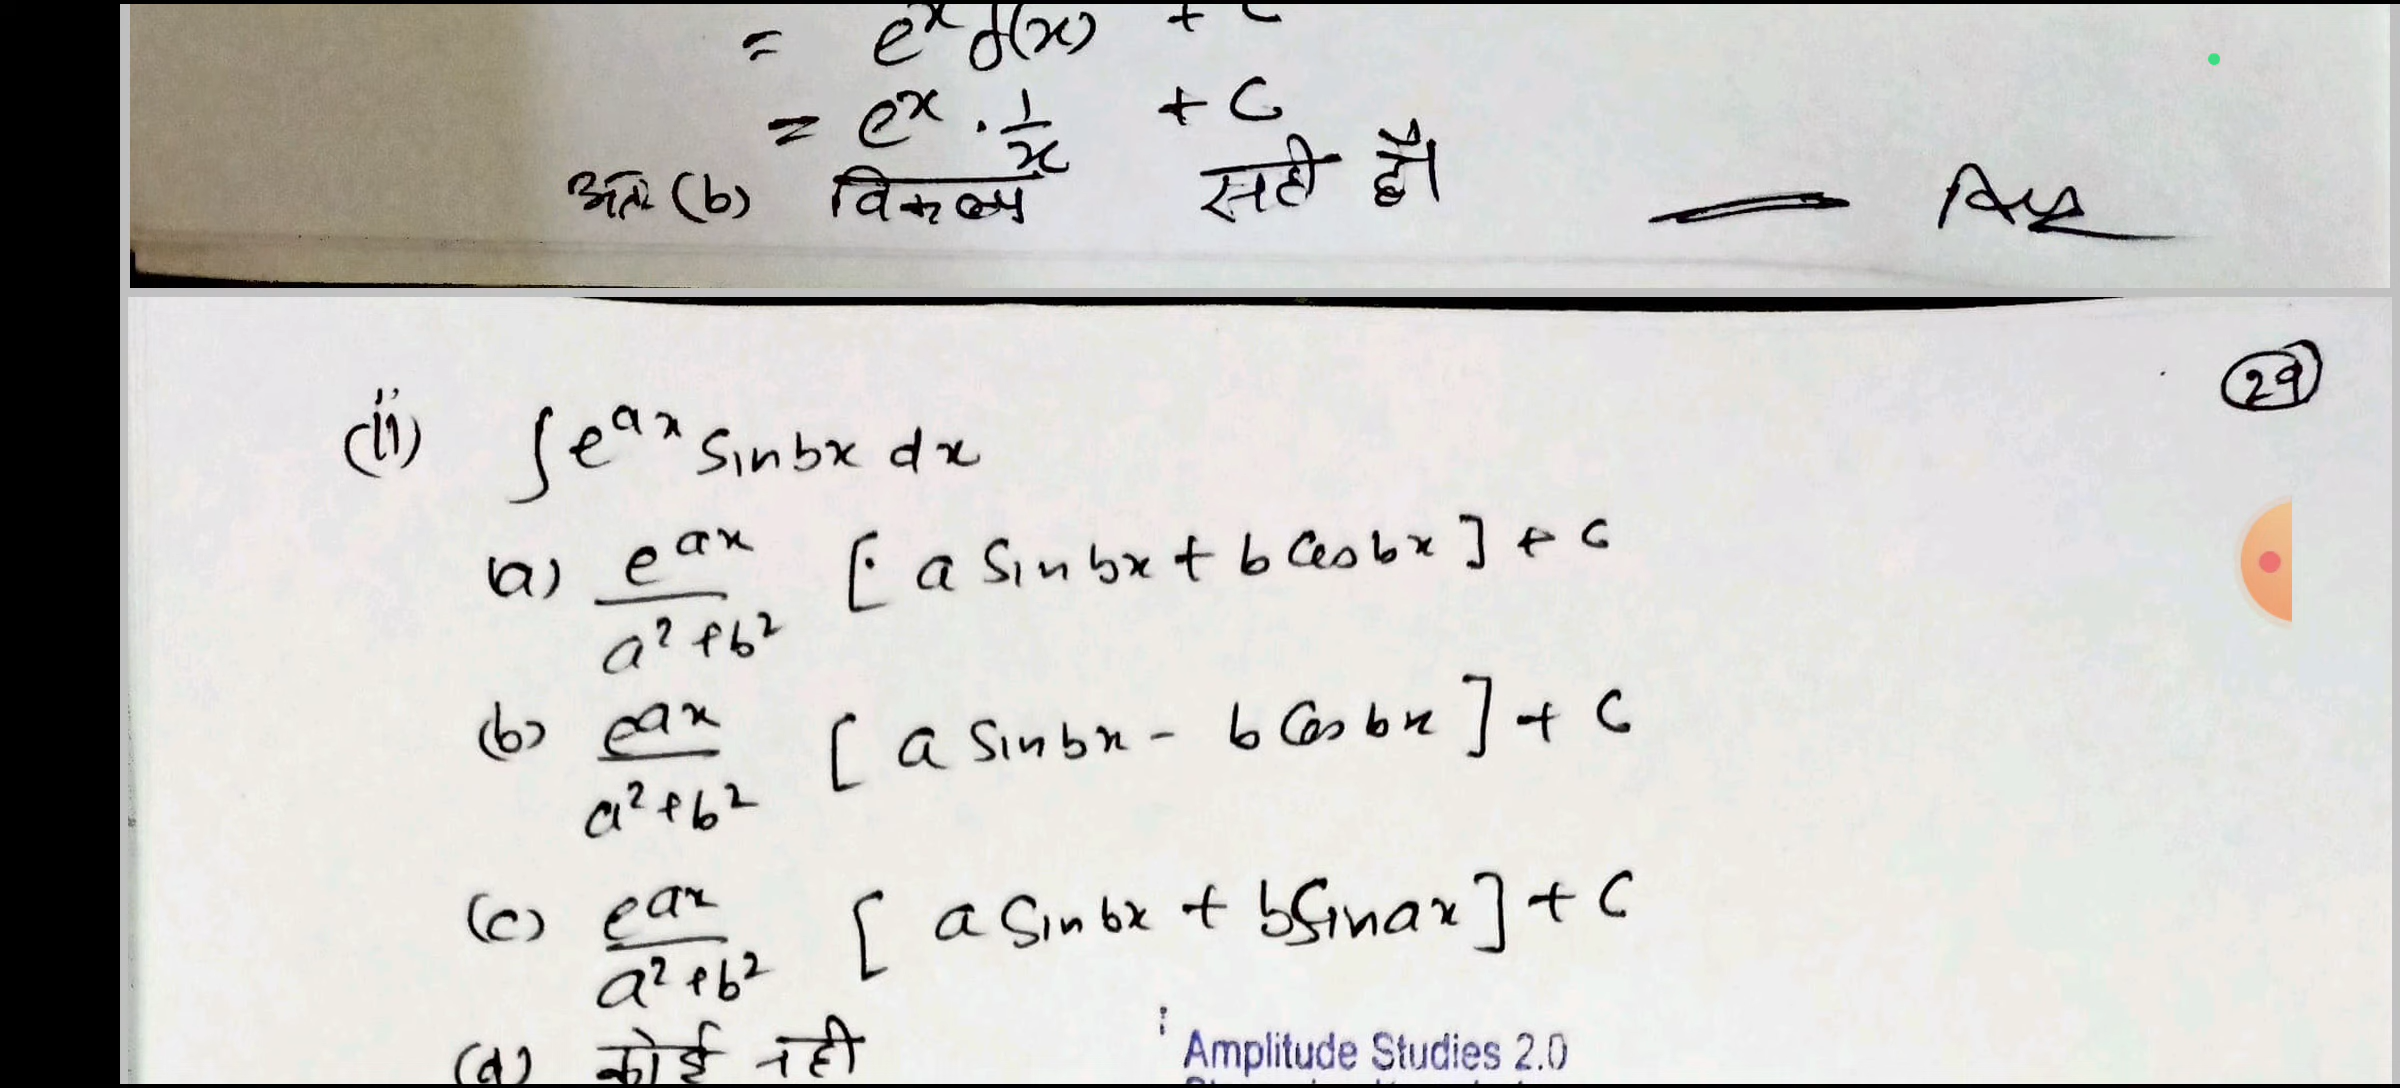 = e^x f(x) + c
= e^x . 1/x + C
अतः (b) विकल्प सही है। Ans
29
(ii) ∫e^ax Sinbx dx
(a) e^ax/a²+b² [a Sinbx + b Cosbx] + C
(b) e^ax/a²+b² [a Sinbx - b Cosbx] + C
(c) e^ax/a²+b² [a Sinbx + bSinax] + C
(d) कोई नही
Amplitude Studies 2.0